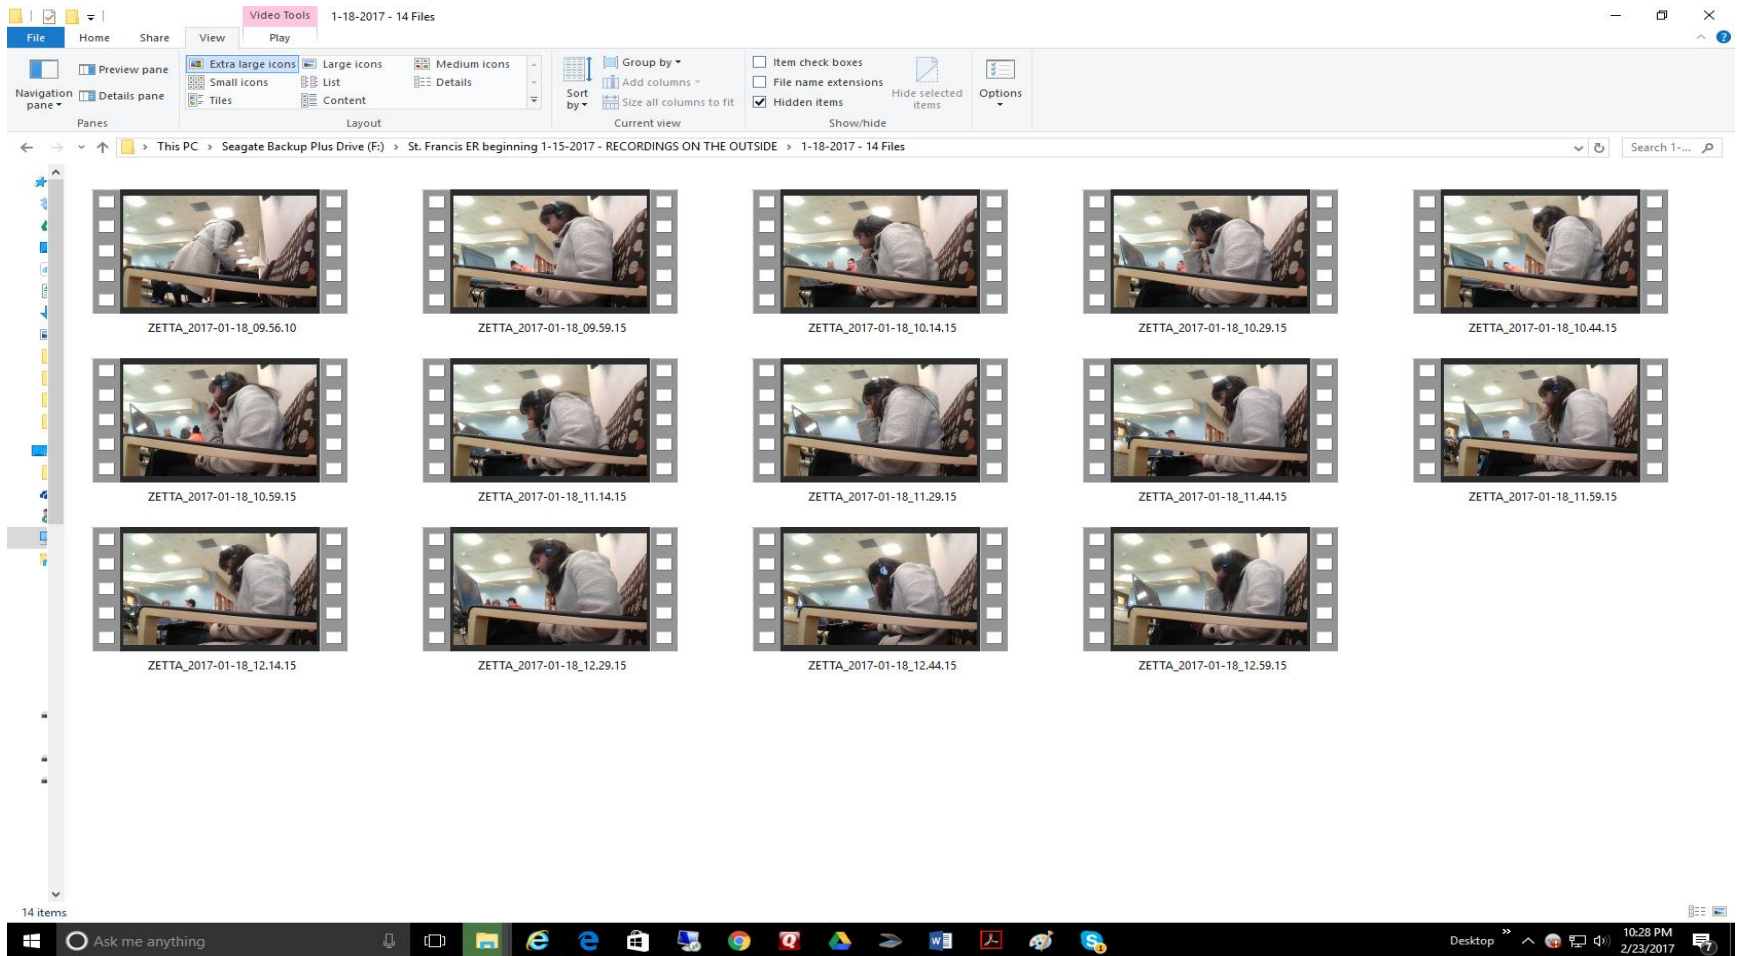 Video Tools 1-18-2017 - 14 Files
File Home Share View Play
Navigation pane
Preview pane
Details pane
Panes
Extra large icons Large icons Medium icons
Small icons List Details
Tiles Content
Layout
Sort by
Group by
Add columns
Size all columns to fit
Current view
Item check boxes
File name extensions
Hidden items
Hide selected items
Show/hide
Options
This PC > Seagate Backup Plus Drive (F:) > St. Francis ER beginning 1-15-2017 - RECORDINGS ON THE OUTSIDE > 1-18-2017 - 14 Files
Search 1-...
ZETTA_2017-01-18_09.56.10 ZETTA_2017-01-18_09.59.15 ZETTA_2017-01-18_10.14.15 ZETTA_2017-01-18_10.29.15 ZETTA_2017-01-18_10.44.15
ZETTA_2017-01-18_10.59.15 ZETTA_2017-01-18_11.14.15 ZETTA_2017-01-18_11.29.15 ZETTA_2017-01-18_11.44.15 ZETTA_2017-01-18_11.59.15
ZETTA_2017-01-18_12.14.15 ZETTA_2017-01-18_12.29.15 ZETTA_2017-01-18_12.44.15 ZETTA_2017-01-18_12.59.15
14 items
Ask me anything
Desktop
10:28 PM
2/23/2017